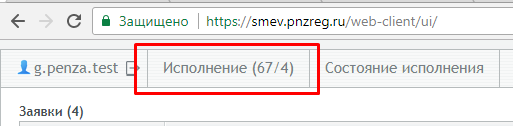 Защищено https://smev.pnzreg.ru/web-client/ui/
g.penza.test Исполнение (67/4) Состояние исполнения
Заявки (4)